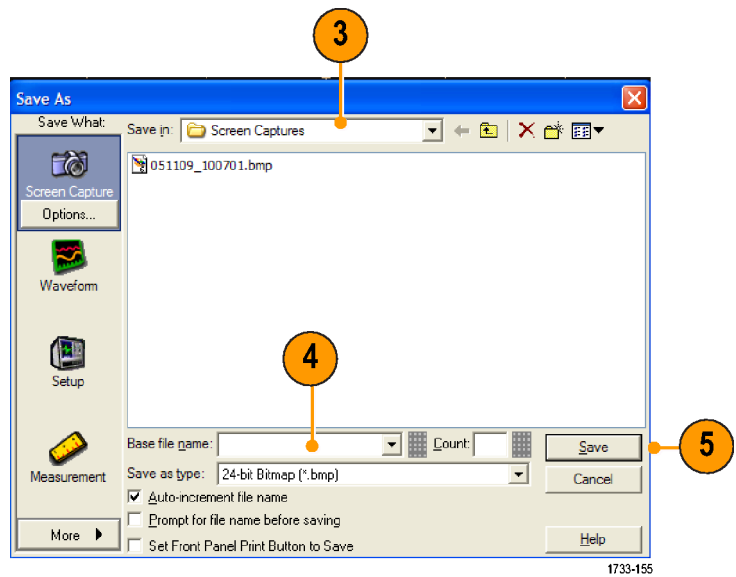 3
Save As
Save What:
Save in: Screen Captures
051109_100701.bmp
Screen Capture
Options...
Waveform
Setup
4
Measurement
Base file name:
Count:
Save
5
Save as type: 24-bit Bitmap (*.bmp)
Cancel
Auto-increment file name
Prompt for file name before saving
More
Set Front Panel Print Button to Save
Help
1733-155